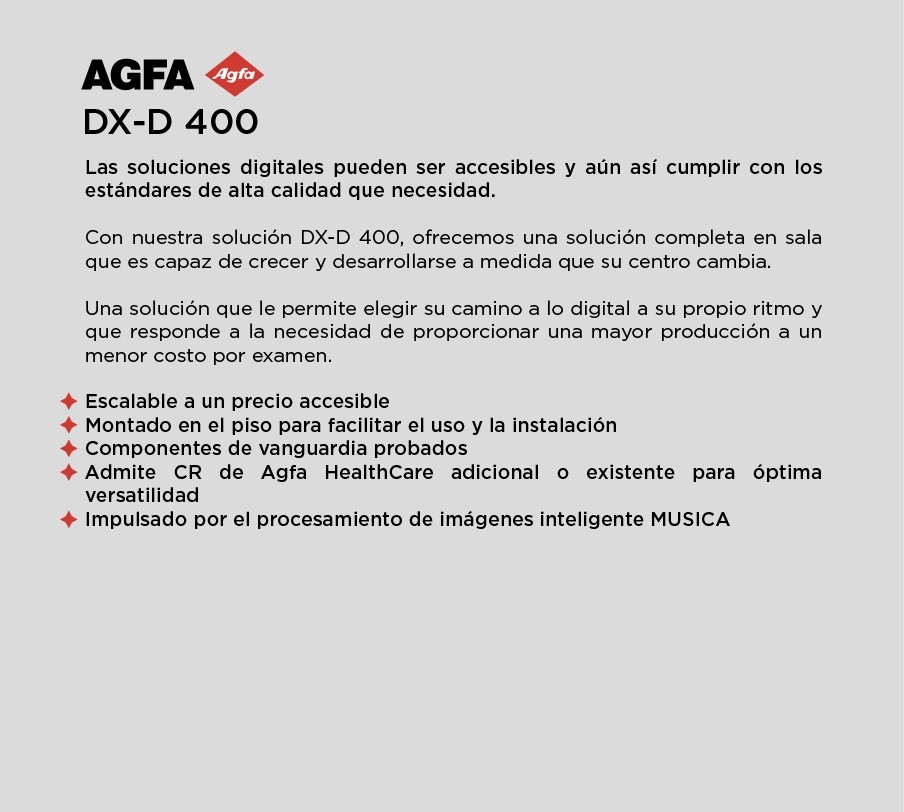 AGFA Agfa
DX-D 400
Las soluciones digitales pueden ser accesibles y aún así cumplir con los
estándares de alta calidad que necesidad.
Con nuestra solución DX-D 400, ofrecemos una solución completa en sala
que es capaz de crecer y desarrollarse a medida que su centro cambia.
Una solución que le permite elegir su camino a lo digital a su propio ritmo y
que responde a la necesidad de proporcionar una mayor producción a un
menor costo por examen.
Escalable a un precio accesible
Montado en el piso para facilitar el uso y la instalación
Componentes de vanguardia probados
Admite CR de Agfa HealthCare adicional o existente para óptima
versatilidad
Impulsado por el procesamiento de imágenes inteligente MUSICA